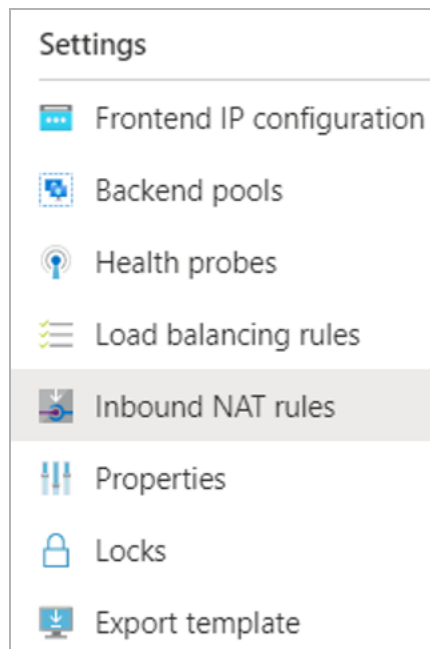 Settings
Frontend IP configuration
Backend pools
Health probes
Load balancing rules
Inbound NAT rules
Properties
Locks
Export template